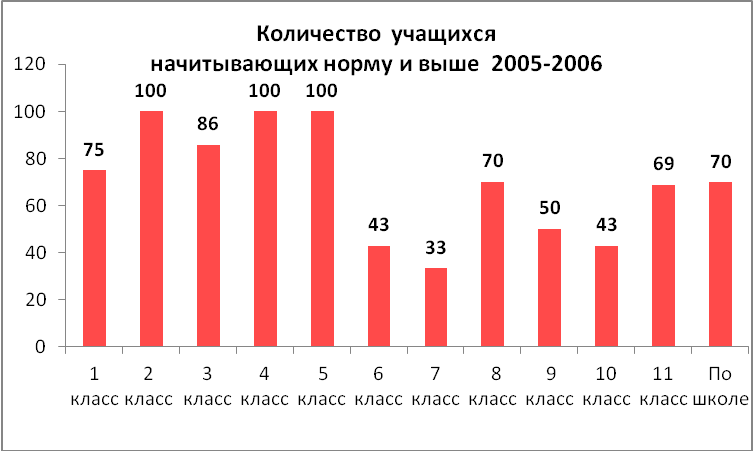 Количество учащихся
начитывающих норму и выше 2005-2006
120
100
80
60
40
20
0
75
100
86
100
100
43
33
70
50
43
69
70
1 класс
2 класс
3 класс
4 класс
5 класс
6 класс
7 класс
8 класс
9 класс
10 класс
11 класс
По школе